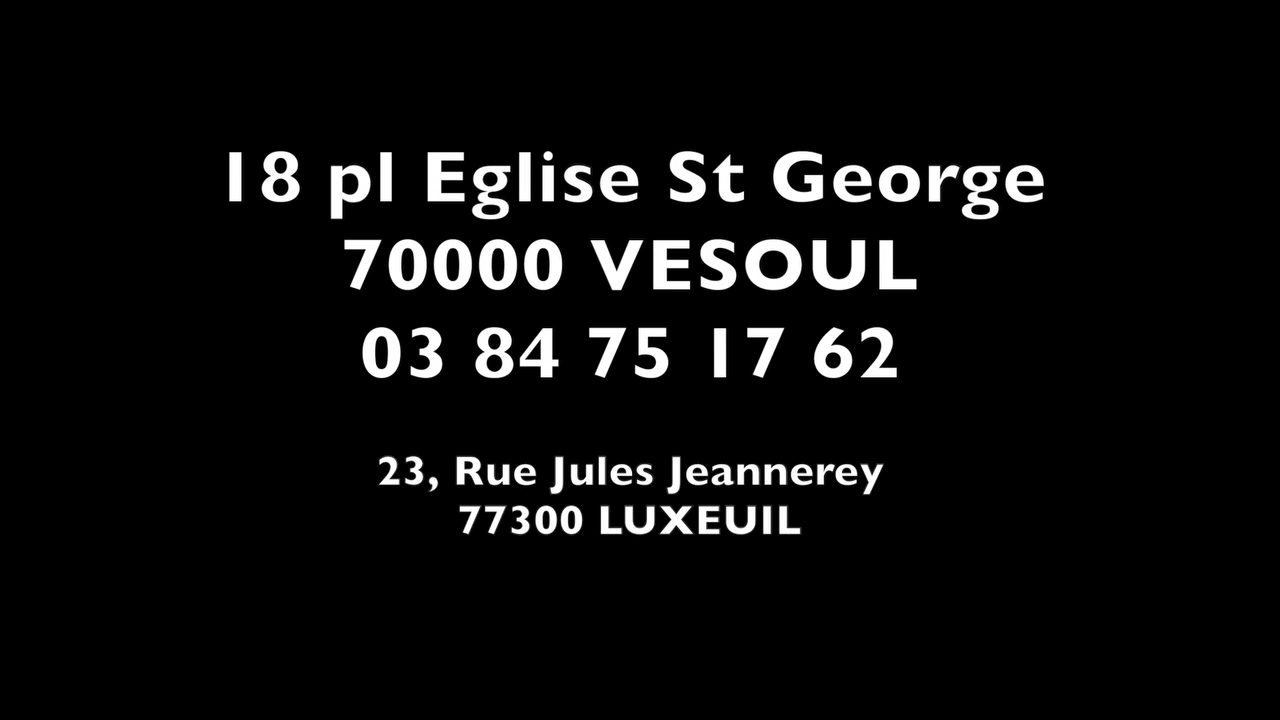 18 pl Eglise St George
70000 VESOUL
03 84 75 17 62
23, Rue Jules Jeannerey
77300 LUXEUIL